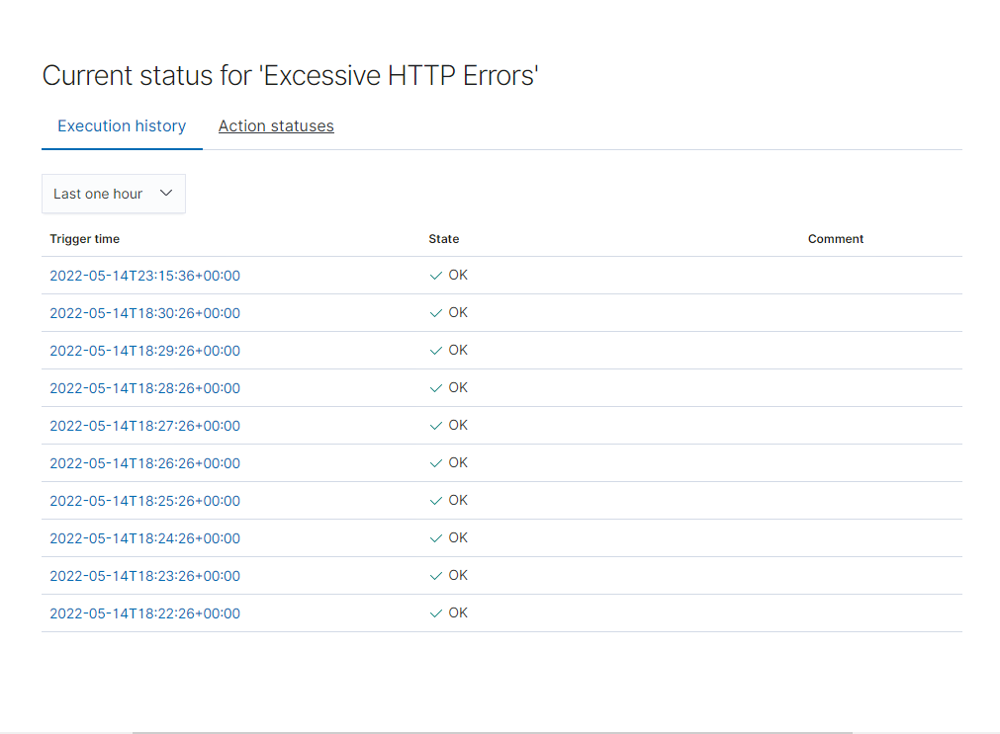 Current status for 'Excessive HTTP Errors'
Execution history Action statuses
Last one hour
Trigger time State Comment
2022-05-14T23:15:36+00:00 OK
2022-05-14T18:30:26+00:00 OK
2022-05-14T18:29:26+00:00 OK
2022-05-14T18:28:26+00:00 OK
2022-05-14T18:27:26+00:00 OK
2022-05-14T18:26:26+00:00 OK
2022-05-14T18:25:26+00:00 OK
2022-05-14T18:24:26+00:00 OK
2022-05-14T18:23:26+00:00 OK
2022-05-14T18:22:26+00:00 OK